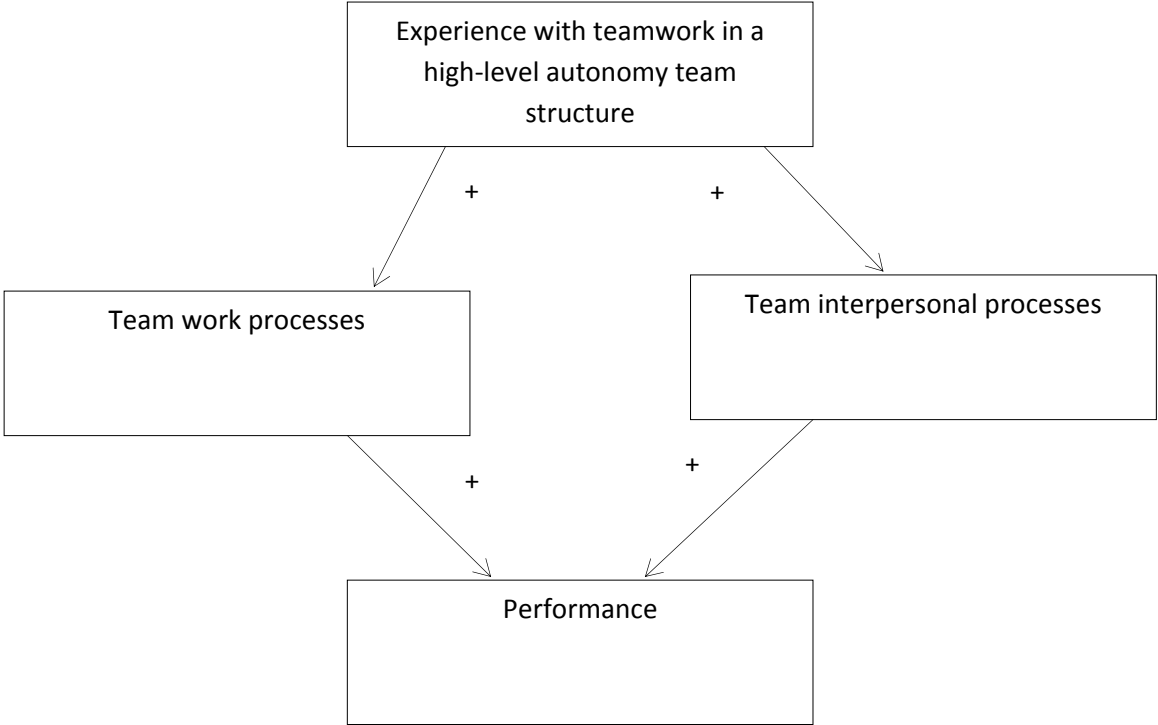 Experience with teamwork in a
high-level autonomy team
structure
+
+
Team work processes
Team interpersonal processes
+
+
Performance